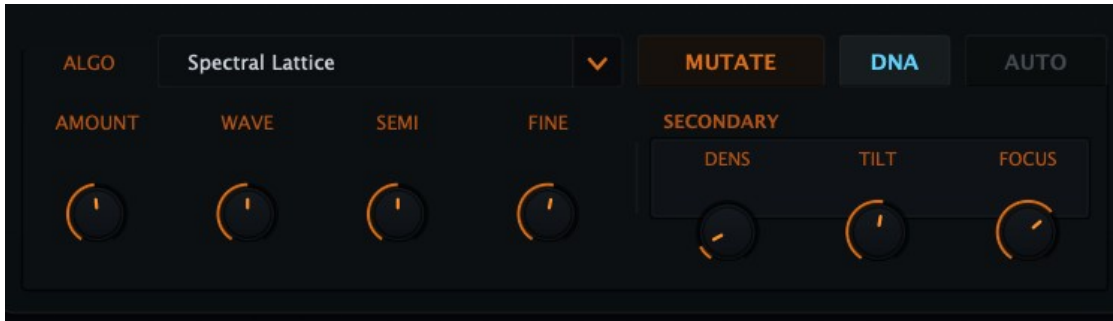 ALGO Spectral Lattice MUTATE DNA AUTO
AMOUNT WAVE SEMI FINE SECONDARY
DENS TILT FOCUS